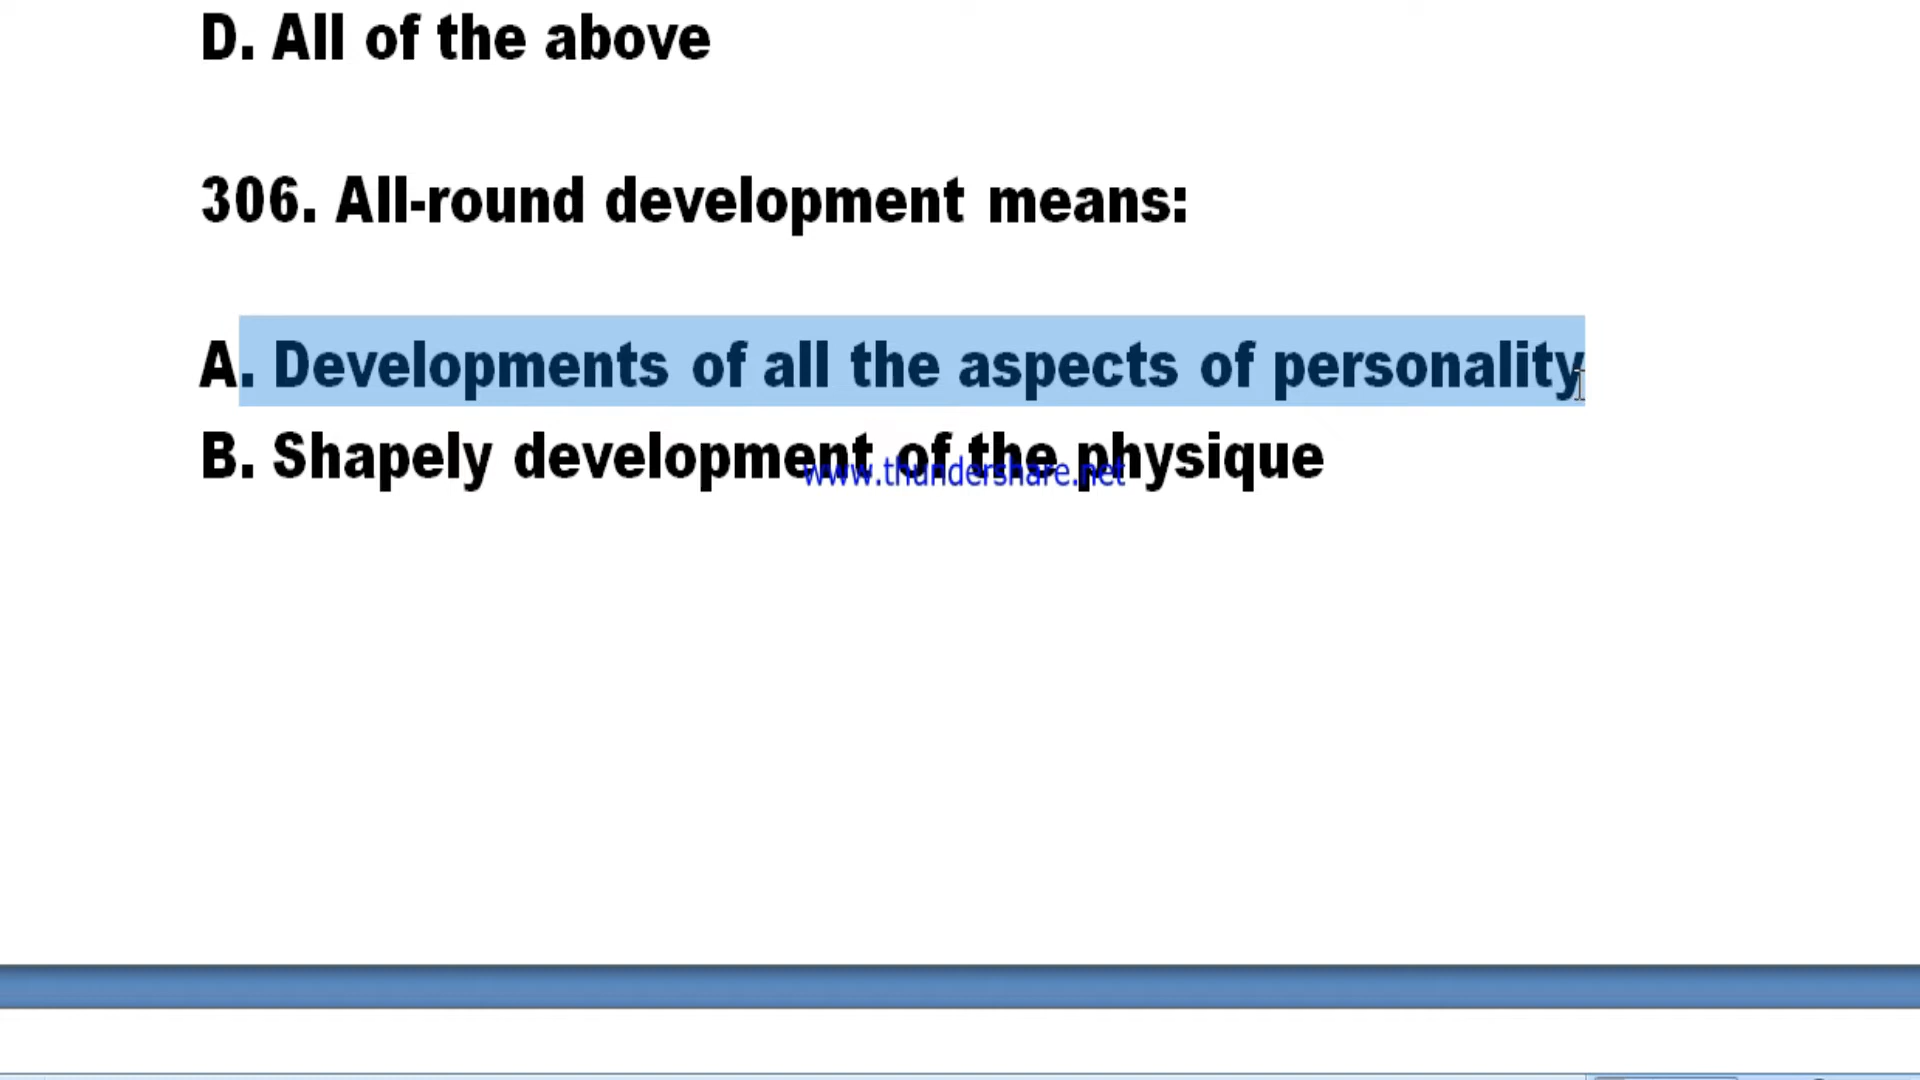 D. All of the above
306. All-round development means:
A. Developments of all the aspects of personality
B. Shapely development of the physique
www.thundershare.net